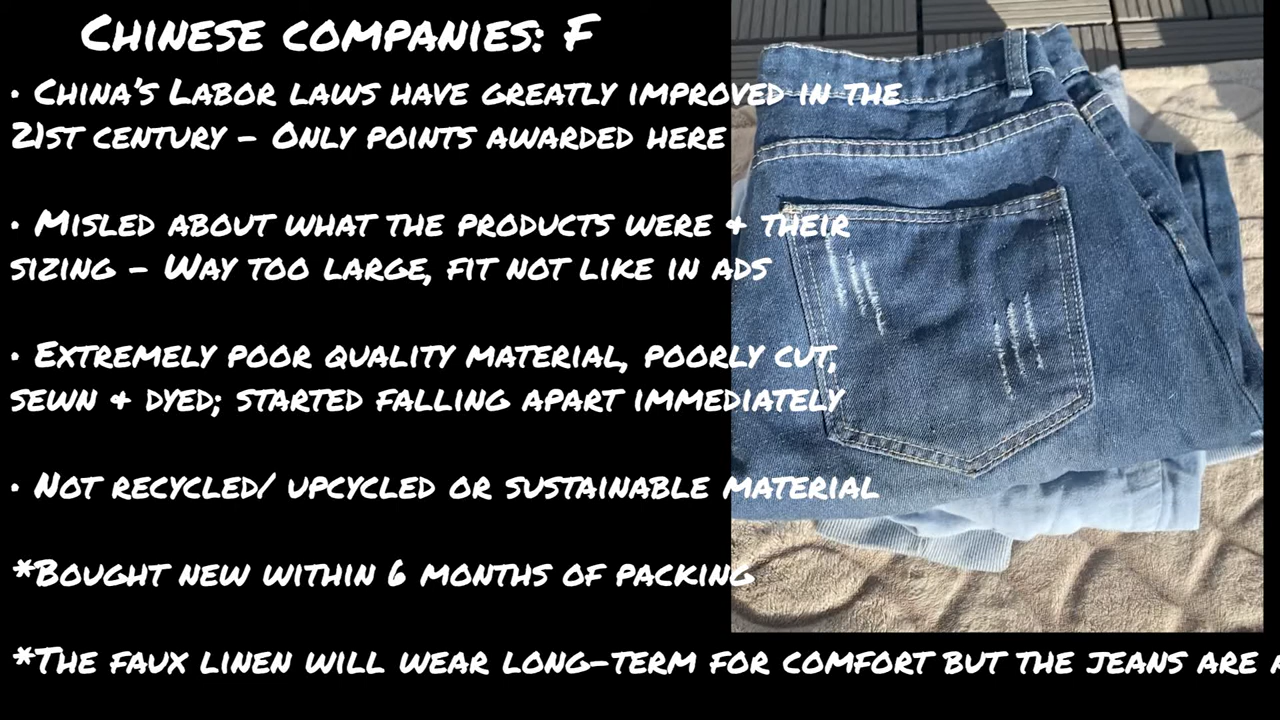 Chinese companies: F
• China's Labor laws have greatly improved in the
21st century - Only points awarded here
• Misled about what the products were & their
sizing - Way too large, fit not like in ads
• Extremely poor quality material, poorly cut,
sewn & dyed; started falling apart immediately
• Not recycled/ upcycled or sustainable material
*Bought new within 6 months of packing
*The faux linen will wear long-term for comfort but the jeans are